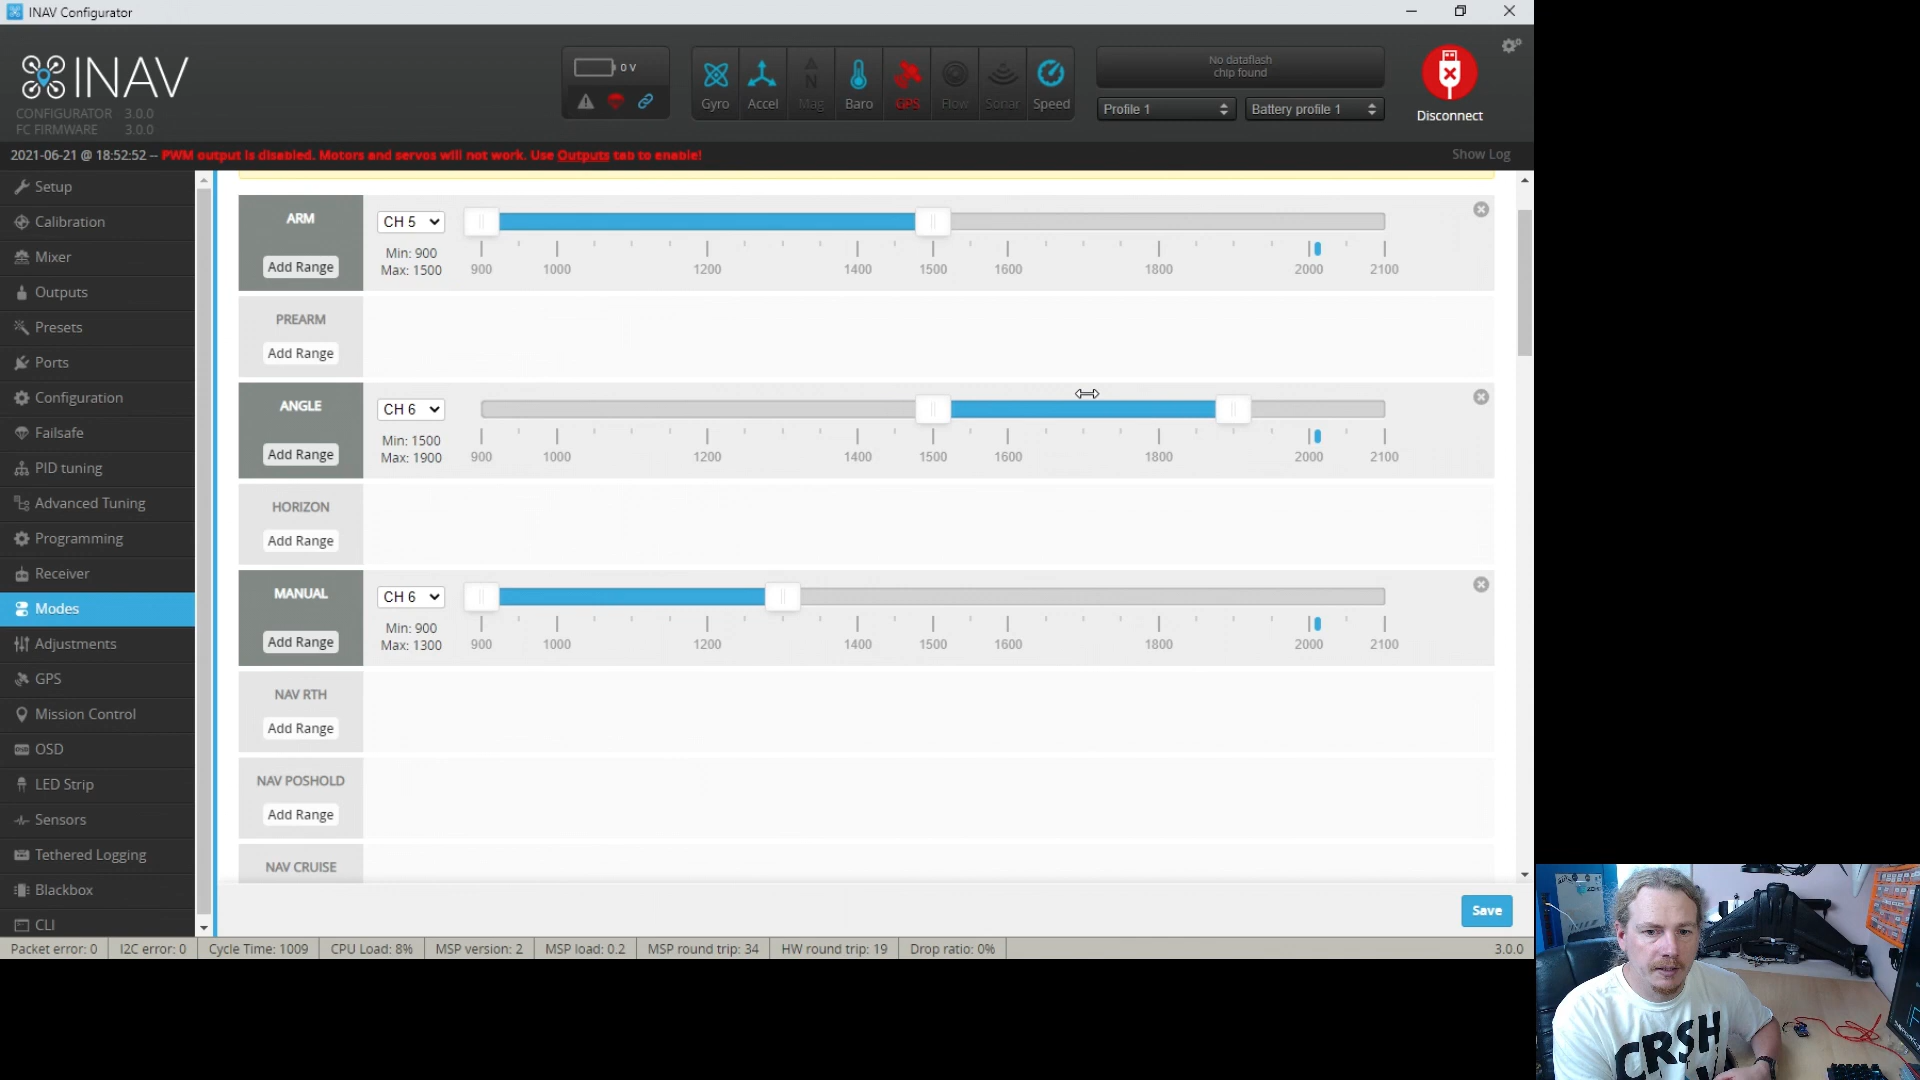 INAV Configurator
INAV
CONFIGURATOR 3.0.0
FC FIRMWARE 3.0.0
0 V
Gyro
Accel
Mag
Baro
GPS
Flow
Sonar
Speed
No dataflash
chip found
Profile 1
Battery profile 1
Disconnect
2021-06-21 @ 18:52:52 -- PWM output is disabled. Motors and servos will not work. Use Outputs tab to enable!
Show Log
Setup
Calibration
Mixer
Outputs
Presets
Ports
Configuration
Failsafe
PID tuning
Advanced Tuning
Programming
Receiver
Modes
Adjustments
GPS
Mission Control
OSD
LED Strip
Sensors
Tethered Logging
Blackbox
CLI
ARM
Add Range
CH 5
Min: 900
Max: 1500
900 1000 1200 1400 1500 1600 1800 2000 2100
PREARM
Add Range
ANGLE
Add Range
CH 6
Min: 1500
Max: 1900
900 1000 1200 1400 1500 1600 1800 2000 2100
HORIZON
Add Range
MANUAL
Add Range
CH 6
Min: 900
Max: 1300
900 1000 1200 1400 1500 1600 1800 2000 2100
NAV RTH
Add Range
NAV POSHOLD
Add Range
NAV CRUISE
Save
Packet error: 0 I2C error: 0 Cycle Time: 1009 CPU Load: 8% MSP version: 2 MSP load: 0.2 MSP round trip: 34 HW round trip: 19 Drop ratio: 0% 3.0.0
CRSH